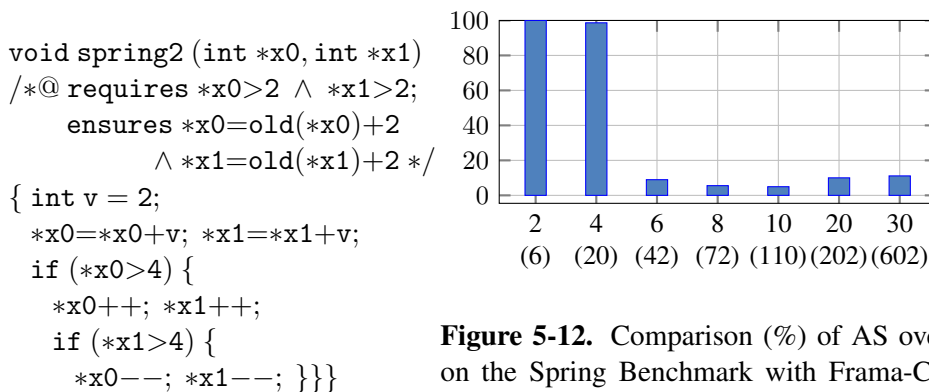 void spring2 (int *x0, int *x1)
/*@ requires *x0>2 ∧ *x1>2;
ensures *x0=old(*x0)+2
∧ *x1=old(*x1)+2 */
{ int v = 2;
*x0=*x0+v; *x1=*x1+v;
if (*x0>4) {
*x0++; *x1++;
if (*x1>4) {
*x0−−; *x1−−; }}}
100
80
60
40
20
0
2 4 6 8 10 20 30
(6) (20) (42) (72) (110) (202) (602)
Figure 5-12. Comparison (%) of AS ove
on the Spring Benchmark with Frama-C